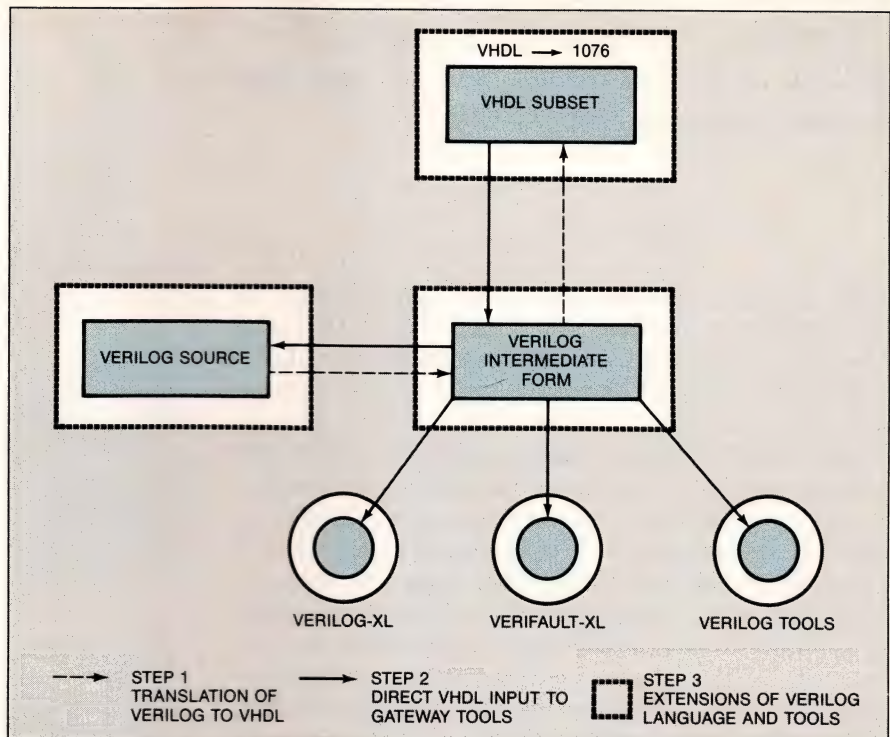 VHDL → 1076
VHDL SUBSET
VERILOG SOURCE
VERILOG
INTERMEDIATE
FORM
VERILOG-XL
VERIFAULT-XL
VERILOG TOOLS
STEP 1
TRANSLATION OF
VERILOG TO VHDL
STEP 2
DIRECT VHDL INPUT TO
GATEWAY TOOLS
STEP 3
EXTENSIONS OF VERILOG
LANGUAGE AND TOOLS